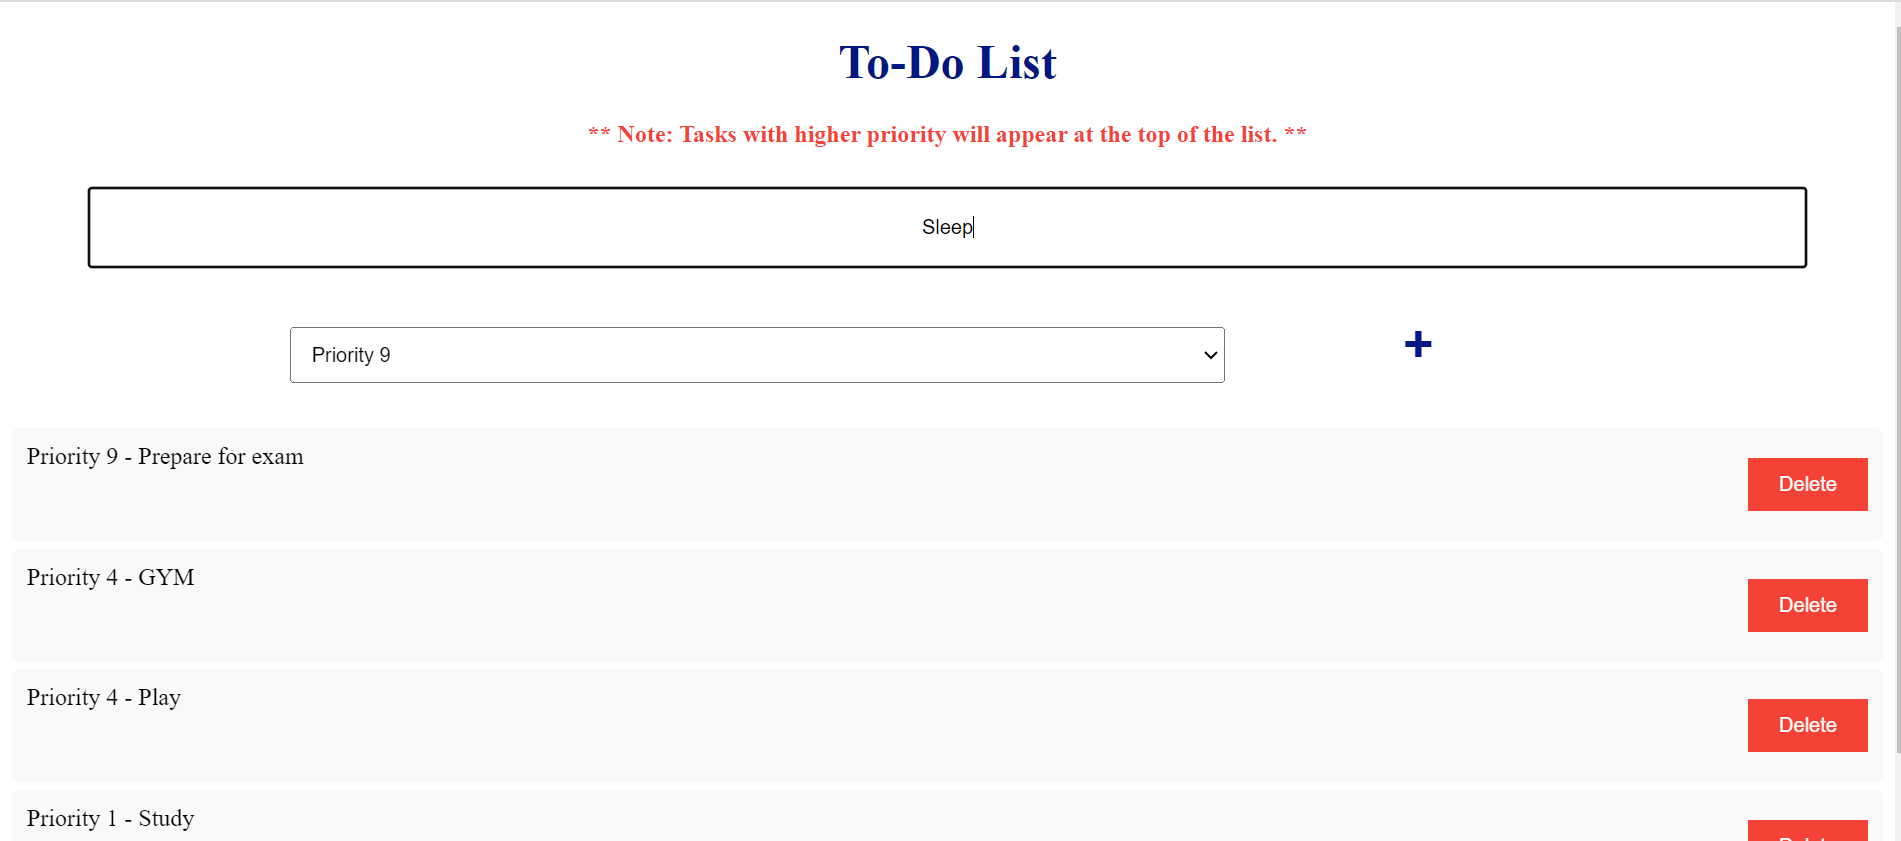 To-Do List
** Note: Tasks with higher priority will appear at the top of the list. **
Sleep
Priority 9
+
Priority 9 - Prepare for exam
Delete
Priority 4 - GYM
Delete
Priority 4 - Play
Delete
Priority 1 - Study